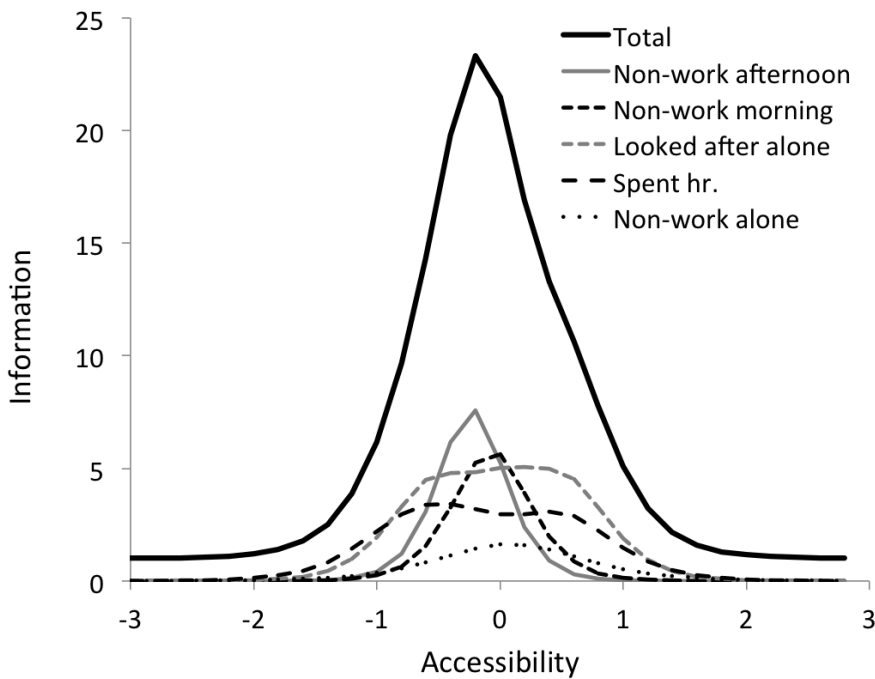 25
20
15
10
5
0
-3
-2
-1
0
1
2
3
Information
Accessibility
Total
Non-work afternoon
Non-work morning
Looked after alone
Spent hr.
Non-work alone